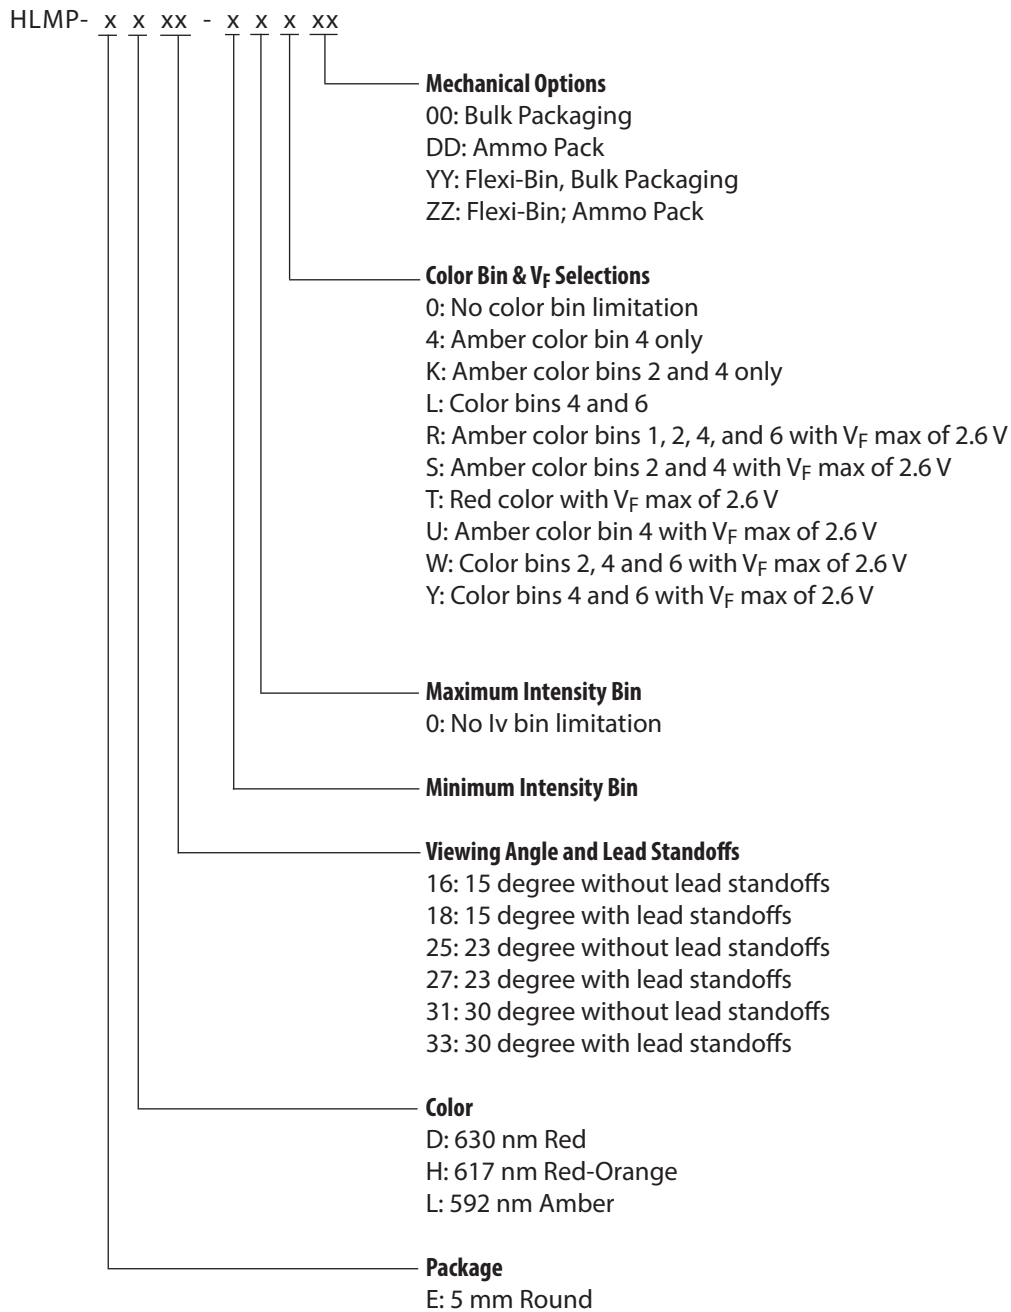 HLMP- x x xx - x x x xx
Mechanical Options
00: Bulk Packaging
DD: Ammo Pack
YY: Flexi-Bin, Bulk Packaging
ZZ: Flexi-Bin; Ammo Pack
Color Bin & VF Selections
0: No color bin limitation
4: Amber color bin 4 only
K: Amber color bins 2 and 4 only
L: Color bins 4 and 6
R: Amber color bins 1, 2, 4, and 6 with VF max of 2.6 V
S: Amber color bins 2 and 4 with VF max of 2.6 V
T: Red color with VF max of 2.6 V
U: Amber color bin 4 with VF max of 2.6 V
W: Color bins 2, 4 and 6 with VF max of 2.6 V
Y: Color bins 4 and 6 with VF max of 2.6 V
Maximum Intensity Bin
0: No Iv bin limitation
Minimum Intensity Bin
Viewing Angle and Lead Standoffs
16: 15 degree without lead standoffs
18: 15 degree with lead standoffs
25: 23 degree without lead standoffs
27: 23 degree with lead standoffs
31: 30 degree without lead standoffs
33: 30 degree with lead standoffs
Color
D: 630 nm Red
H: 617 nm Red-Orange
L: 592 nm Amber
Package
E: 5 mm Round